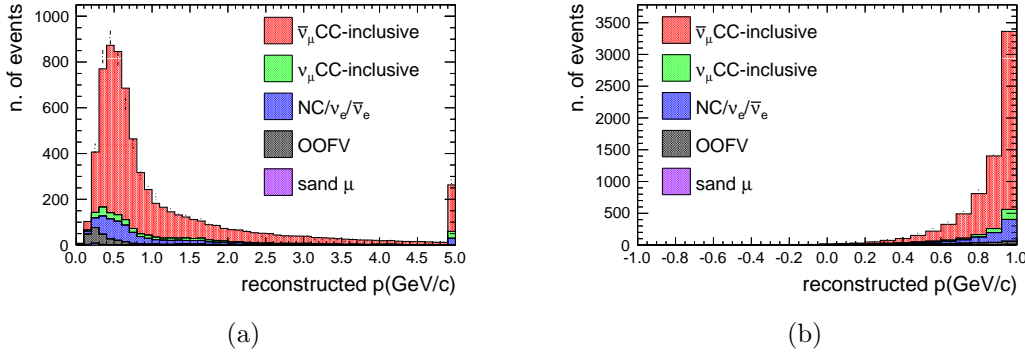 n. of events
1000
800
600
400
200
0
0.0 0.5 1.0 1.5 2.0 2.5 3.0 3.5 4.0 4.5 5.0
reconstructed p(GeV/c)
ν̅μCC-inclusive
νμCC-inclusive
NC/νe/ν̅e
OOFV
sand μ
(a)
n. of events
3500
3000
2500
2000
1500
1000
500
0
-1.0 -0.8 -0.6 -0.4 -0.2 0.0 0.2 0.4 0.6 0.8 1.0
reconstructed p(GeV/c)
ν̅μCC-inclusive
νμCC-inclusive
NC/νe/ν̅e
OOFV
sand μ
(b)